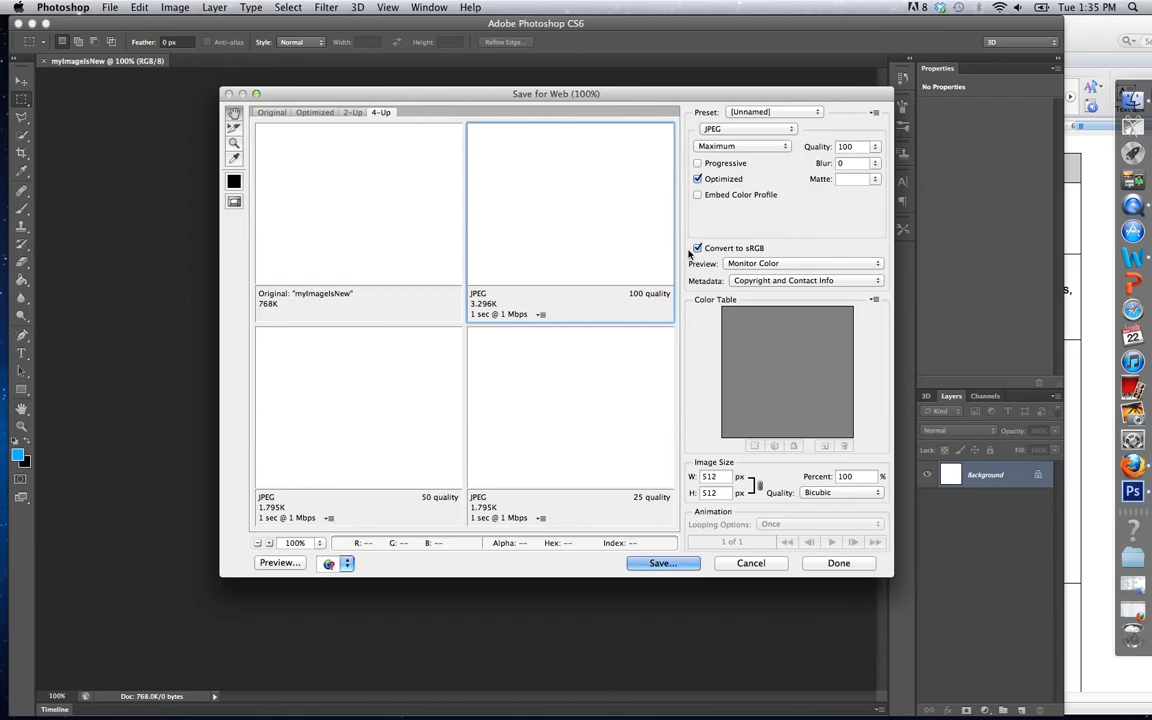 Photoshop File Edit Image Layer Type Select Filter 3D View Window Help 8 Tue 1:35 PM
Adobe Photoshop CS6
Feather: 0 px Anti-alias Style: Normal Width: Height: Refine Edge... 3D
× myImageIsNew @ 100% (RGB/8)
Properties
No Properties
Save for Web (100%)
Original Optimized 2-Up 4-Up
Preset: [Unnamed]
JPEG
Maximum Quality: 100
Progressive Blur: 0
Optimized Matte:
Embed Color Profile
Convert to sRGB
Preview: Monitor Color
Metadata: Copyright and Contact Info
Color Table
Original: "myImageIsNew"
768K
JPEG 100 quality
3.296K
1 sec @ 1 Mbps
JPEG 50 quality
1.795K
1 sec @ 1 Mbps
JPEG 25 quality
1.795K
1 sec @ 1 Mbps
Image Size
W: 512 px Percent: 100 %
H: 512 px Quality: Bicubic
Animation
Looping Options: Once
1 of 1
100% R: -- G: -- B: -- Alpha: -- Hex: -- Index: --
Preview... Save... Cancel Done
3D Layers Channels
Kind
Normal Opacity: 100%
Lock: Fill: 100%
Background
22
Ps
100% Doc: 768.0K/0 bytes
Timeline